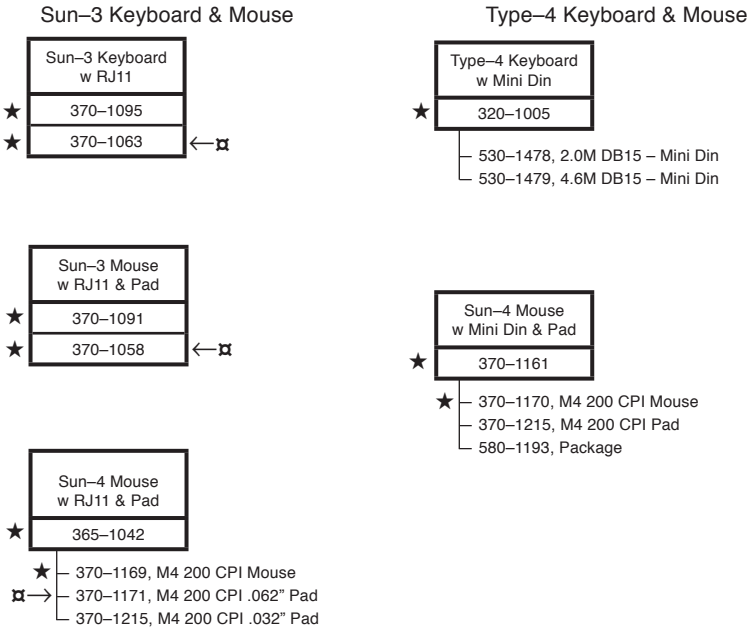 Sun–3 Keyboard & Mouse
Sun–3 Keyboard
w RJ11
★ 370–1095
★ 370–1063 ←¤
Sun–3 Mouse
w RJ11 & Pad
★ 370–1091
★ 370–1058 ←¤
Sun–4 Mouse
w RJ11 & Pad
★ 365–1042
★ 370–1169, M4 200 CPI Mouse
¤→ 370–1171, M4 200 CPI .062” Pad
370–1215, M4 200 CPI .032” Pad
Type–4 Keyboard & Mouse
Type–4 Keyboard
w Mini Din
★ 320–1005
530–1478, 2.0M DB15 – Mini Din
530–1479, 4.6M DB15 – Mini Din
Sun–4 Mouse
w Mini Din & Pad
★ 370–1161
★ 370–1170, M4 200 CPI Mouse
370–1215, M4 200 CPI Pad
580–1193, Package